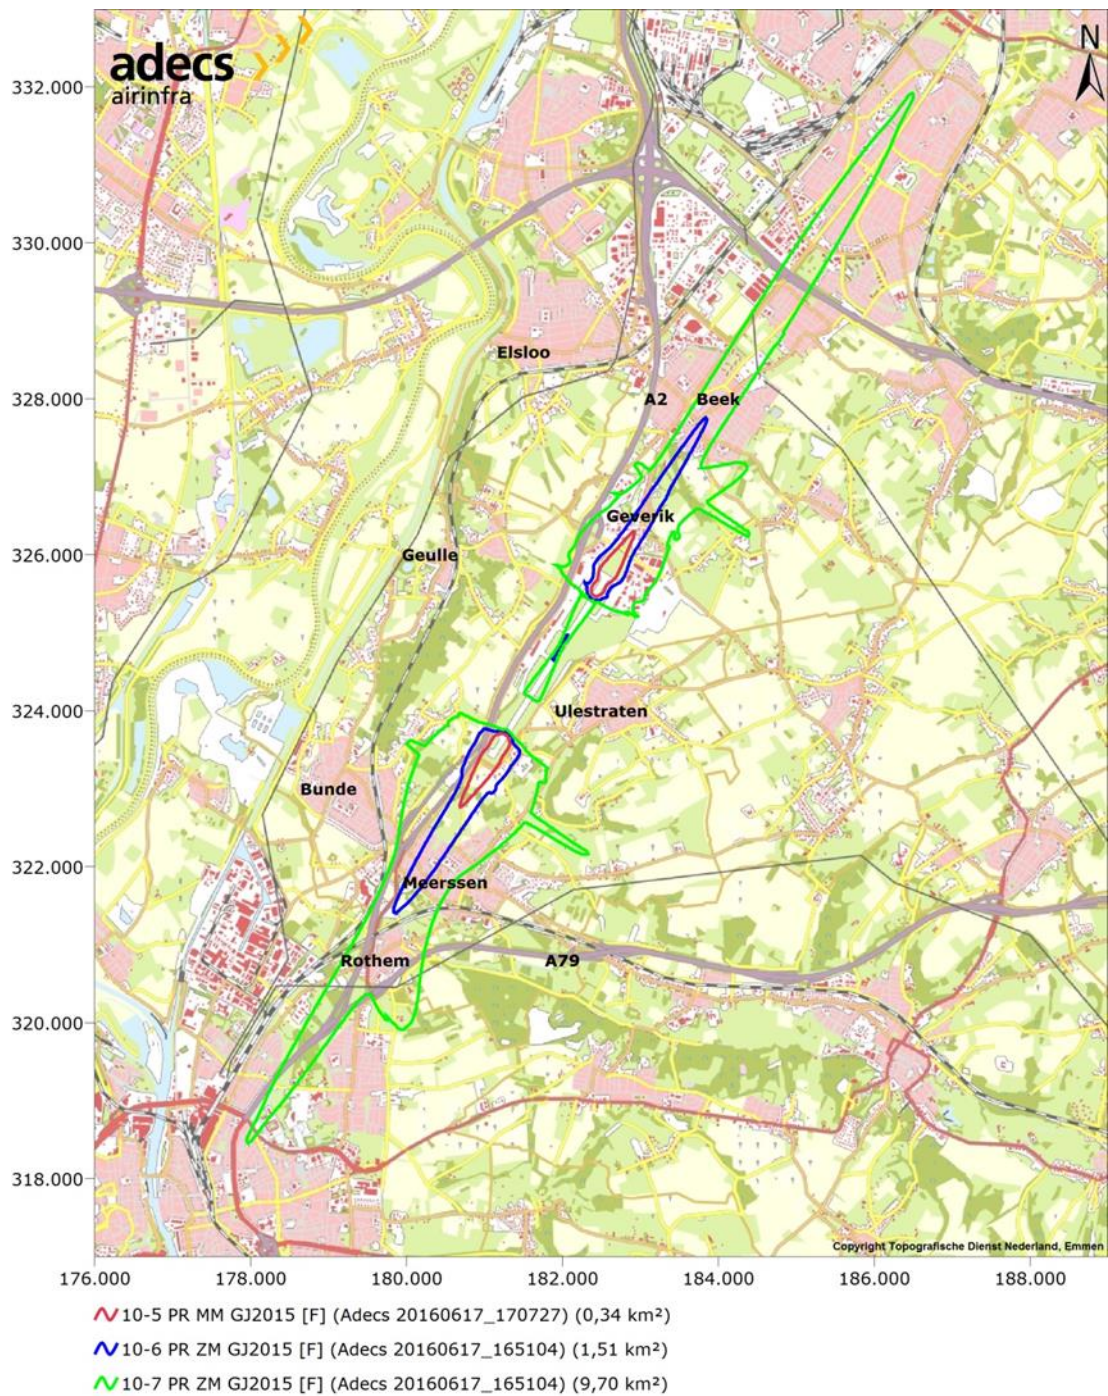 adecs
airinfra
N
332.000
330.000
Elsloo
328.000
A2 Beek
Geverik
326.000
Geulle
324.000
Ulestraten
Bunde
322.000
Meerssen
Rothem
A79
320.000
318.000
Copyright Topografische Dienst Nederland, Emmen
176.000 178.000 180.000 182.000 184.000 186.000 188.000
10-5 PR MM GJ2015 [F] (Adecs 20160617_170727) (0,34 km²)
10-6 PR ZM GJ2015 [F] (Adecs 20160617_165104) (1,51 km²)
10-7 PR ZM GJ2015 [F] (Adecs 20160617_165104) (9,70 km²)